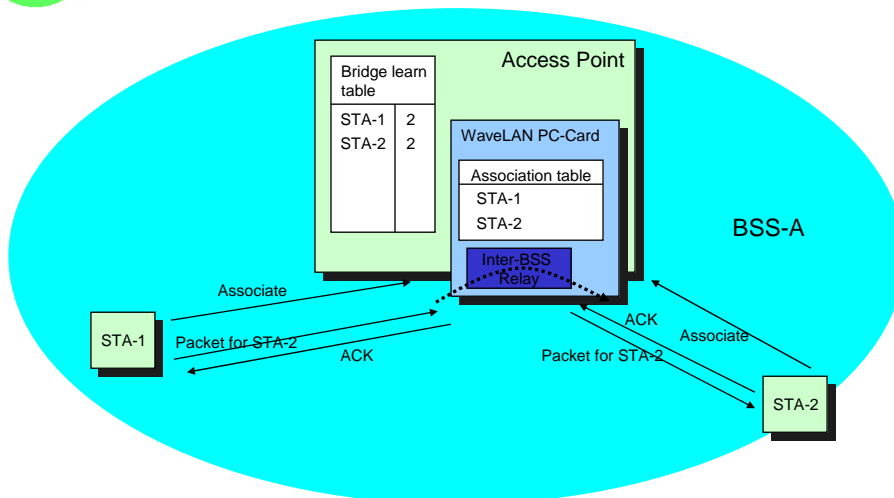 Access Point
Bridge learn
table
STA-1 2
STA-2 2
WaveLAN PC-Card
Association table
STA-1
STA-2
Inter-BSS
Relay
BSS-A
Associate
STA-1
Packet for STA-2
ACK
ACK
Associate
Packet for STA-2
STA-2